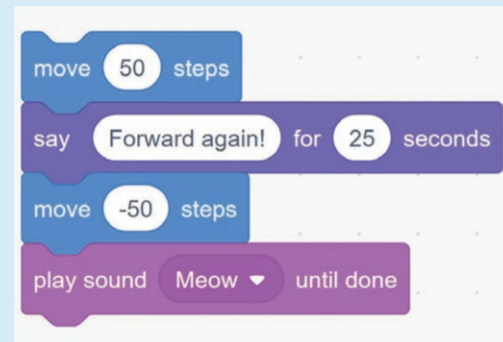 move 50 steps
say Forward again! for 25 seconds
move -50 steps
play sound Meow until done